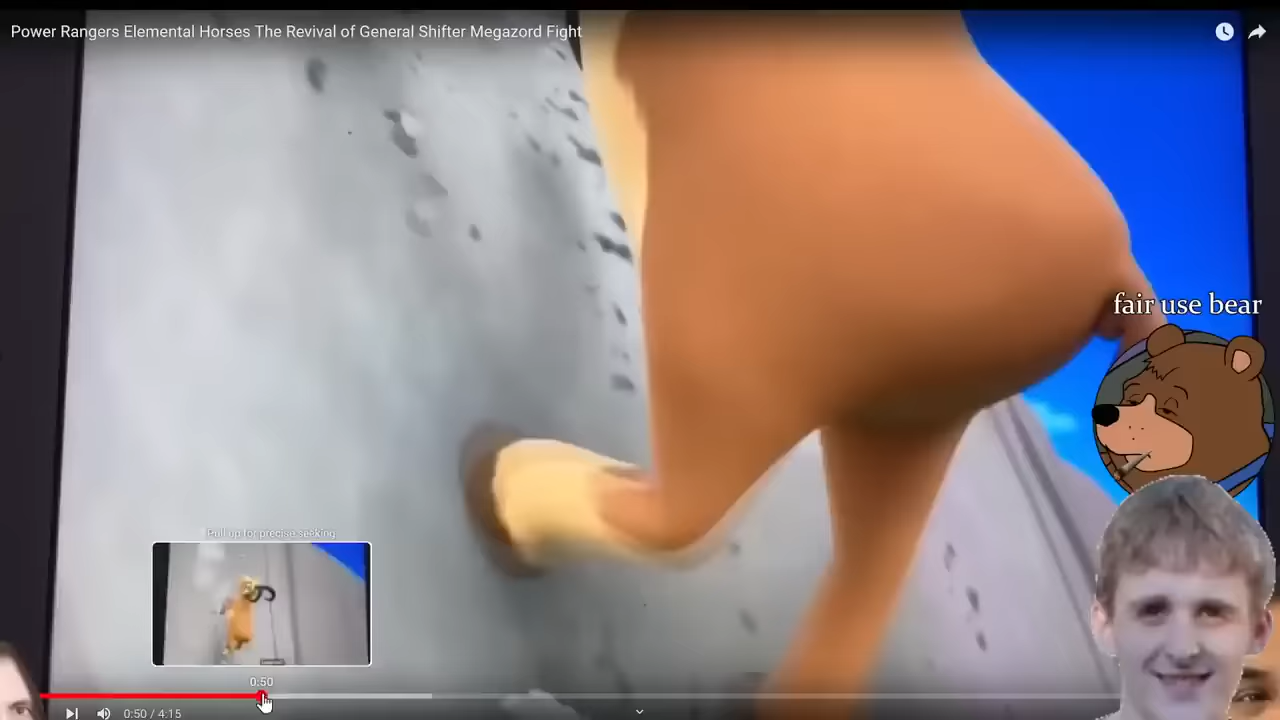 Power Rangers Elemental Horses The Revival of General Shifter Megazord Fight
fair use bear
Pull up for precise seeking
0:50
0:50 / 4:15